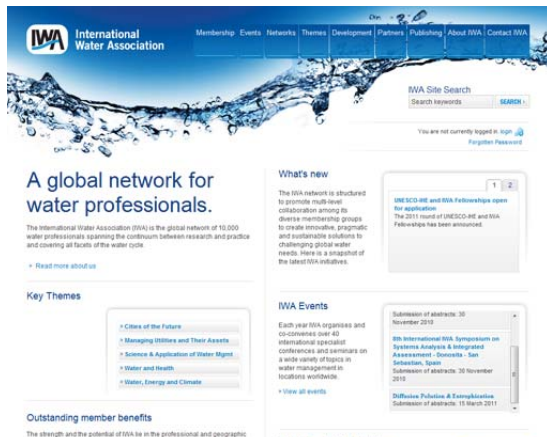 IWA International
Water Association
Membership Events Networks Themes Development Partners Publishing About IWA Contact IWA
IWA Site Search
Search keywords SEARCH
You are not currently logged in. login
Forgotten Password
A global network for
water professionals.
The International Water Association (IWA) is the global network of 10,000
water professionals spanning the continuum between research and practice
and covering all facets of the water cycle.
» Read more about us
Key Themes
» Cities of the Future
» Managing Utilities and Their Assets
» Science & Application of Water Mgmt
» Water and Health
» Water, Energy and Climate
Outstanding member benefits
The strength and the potential of IWA lie in the professional and geographic
What's new
The IWA network is structured
to promote multi-level
collaboration among its
diverse membership groups
to create innovative, pragmatic
and sustainable solutions to
challenging global water
needs. Here is a snapshot of
the latest IWA initiatives.
1 2
UNESCO-IHE and IWA Fellowships open
for application
The 2011 round of UNESCO-IHE and IWA
Fellowships has been announced.
IWA Events
Each year IWA organises and
co-convenes over 40
international specialist
conferences and seminars on
a wide variety of topics in
water management in
locations worldwide.
» View all events
Submission of abstracts: 30
November 2010
8th International IWA Symposium on
Systems Analysis & Integrated
Assessment - Donostia - San
Sebastian, Spain
Submission of abstracts: 30 November
2010
Diffuse Pollution & Eutrophication
Submission of abstracts: 15 March 2011